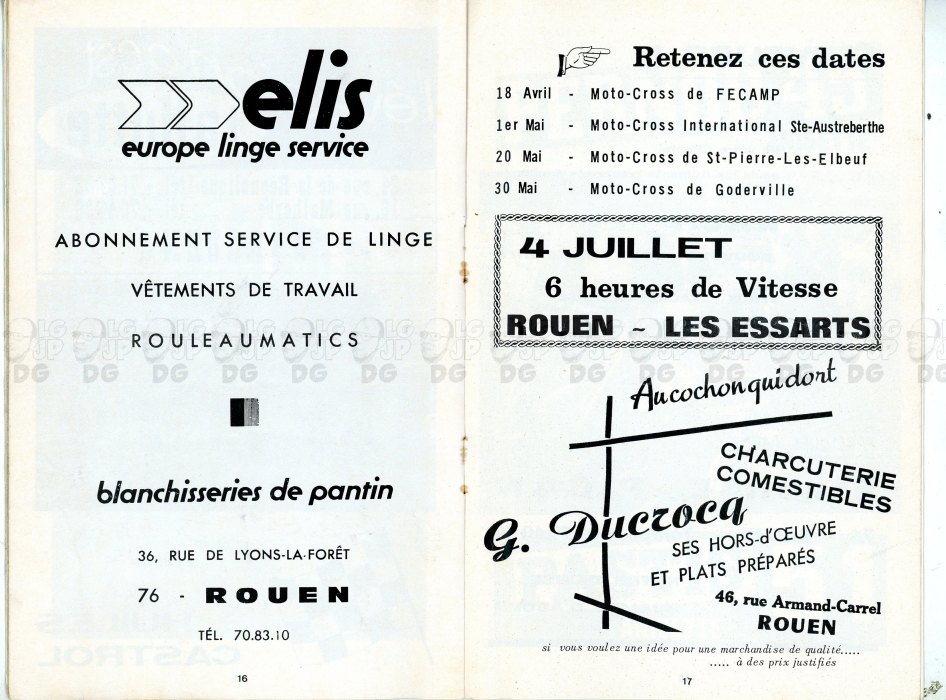 elis
europe linge service
ABONNEMENT SERVICE DE LINGE
VÊTEMENTS DE TRAVAIL
ROULEAUMATICS
blanchisseries de pantin
36, RUE DE LYONS-LA-FORÊT
76 - ROUEN
TÉL. 70.83.10
16
Retenez ces dates
18 Avril - Moto-Cross de FECAMP
1er Mai - Moto-Cross International Ste-Austreberthe
20 Mai - Moto-Cross de St-Pierre-Les-Elbeuf
30 Mai - Moto-Cross de Goderville
4 JUILLET
6 heures de Vitesse
ROUEN ~ LES ESSARTS
Au cochon qui dort
CHARCUTERIE
COMESTIBLES
G. Ducrocq
SES HORS-d'ŒUVRE
ET PLATS PRÉPARÉS
46, rue Armand-Carrel
ROUEN
si vous voulez une idée pour une marchandise de qualité.....
..... à des prix justifiés
17